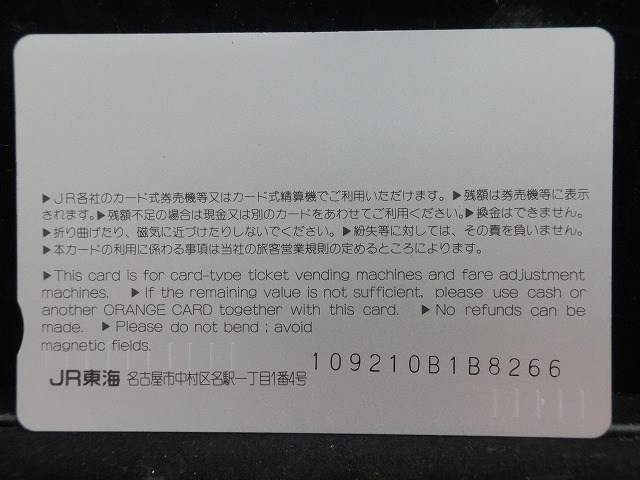 ▶JR各社のカード式券売機等又はカード式精算機でご利用いただけます。▶残額は券売機等に表示
されます。▶残額不足の場合は現金又は別のカードをあわせてご利用ください。▶換金はできません。
▶折り曲げたり、磁気に近づけたりしないでください。▶紛失等に対しては、その責を負いません。
▶本カードの利用に係わる事項は当社の旅客営業規則の定めるところによります。
▶This card is for card-type ticket vending machines and fare adjustment
machines. ▶If the remaining value is not sufficient, please use cash or
another ORANGE CARD together with this card. ▶No refunds can be
made. ▶Please do not bend; avoid
magnetic fields.
109210B1B8266
JR東海 名古屋市中村区名駅一丁目1番4号